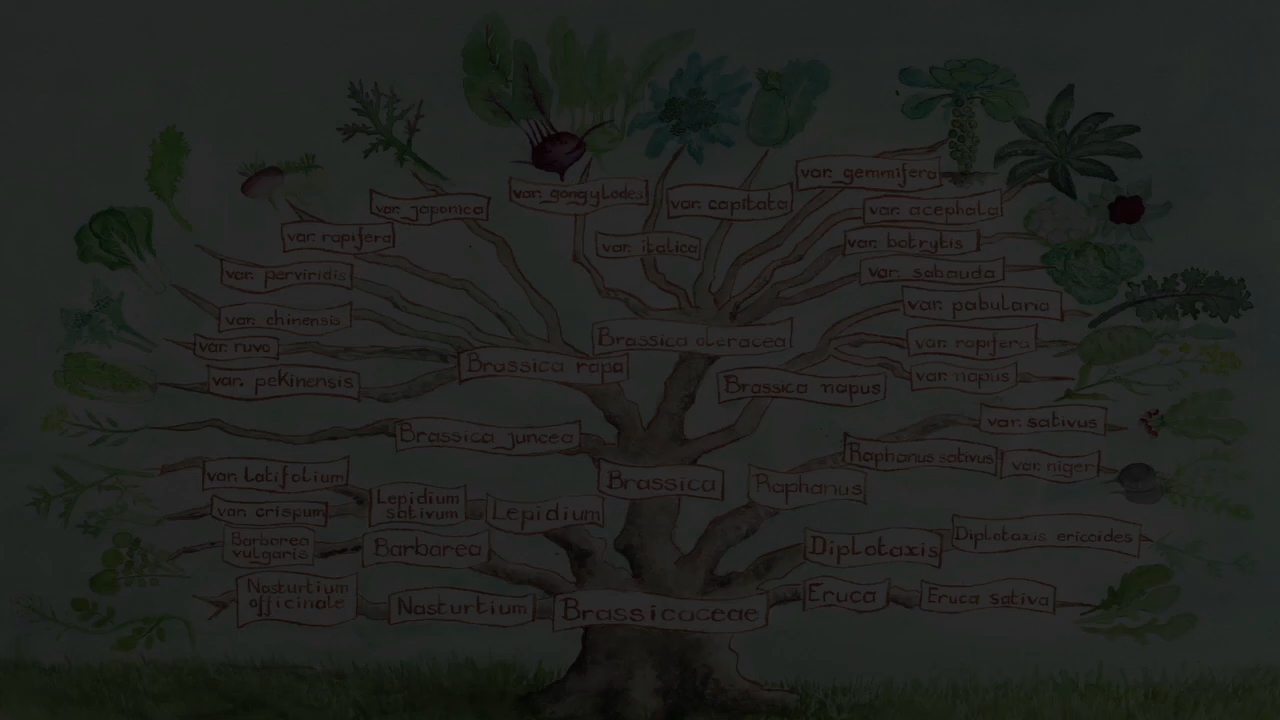 var. gemmifera
var. gongylodes
var. capitata
var. japonica
var. acephala
var. rapifera
var. italica
var. botrytis
var. perviridis
var. sabauda
var. chinensis
var. pabularia
var. ruvo
Brassica oleracea
var. rapifera
var. pekinensis
Brassica rapa
Brassica napus
var. napus
Brassica juncea
var. sativus
var. latifolium
Brassica
Raphanus
Raphanus sativus
var. niger
var. crispum
Lepidium
sativum
Lepidium
Barbarea
vulgaris
Barbarea
Diplotaxis
Diplotaxis ericoides
Nasturtium
officinale
Nasturtium
Brassicaceae
Eruca
Eruca sativa